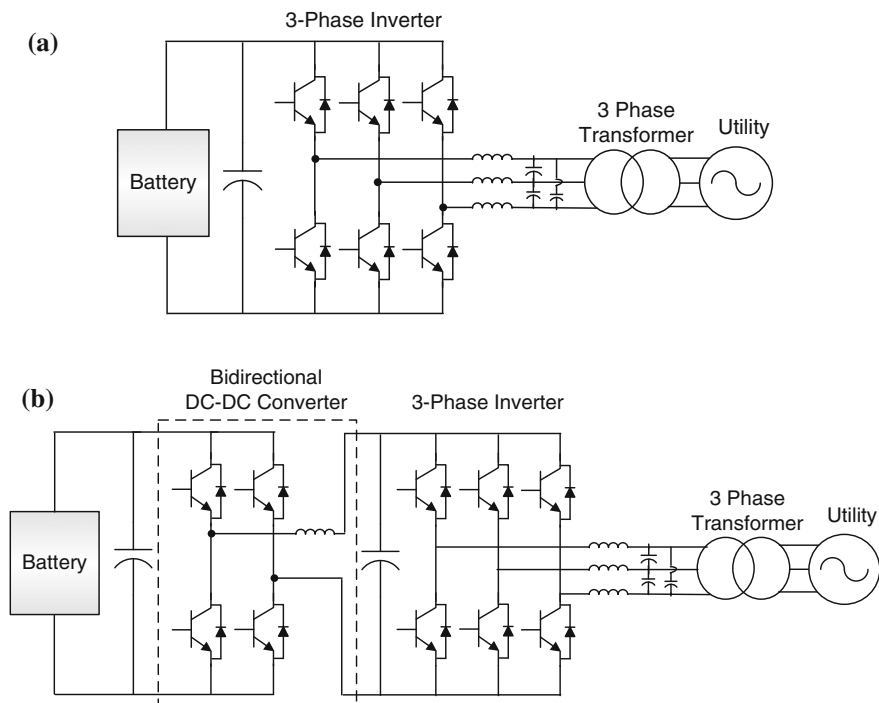 (a)
3-Phase Inverter
Battery
3 Phase
Transformer
Utility
(b)
Bidirectional
DC-DC Converter
3-Phase Inverter
Battery
3 Phase
Transformer
Utility